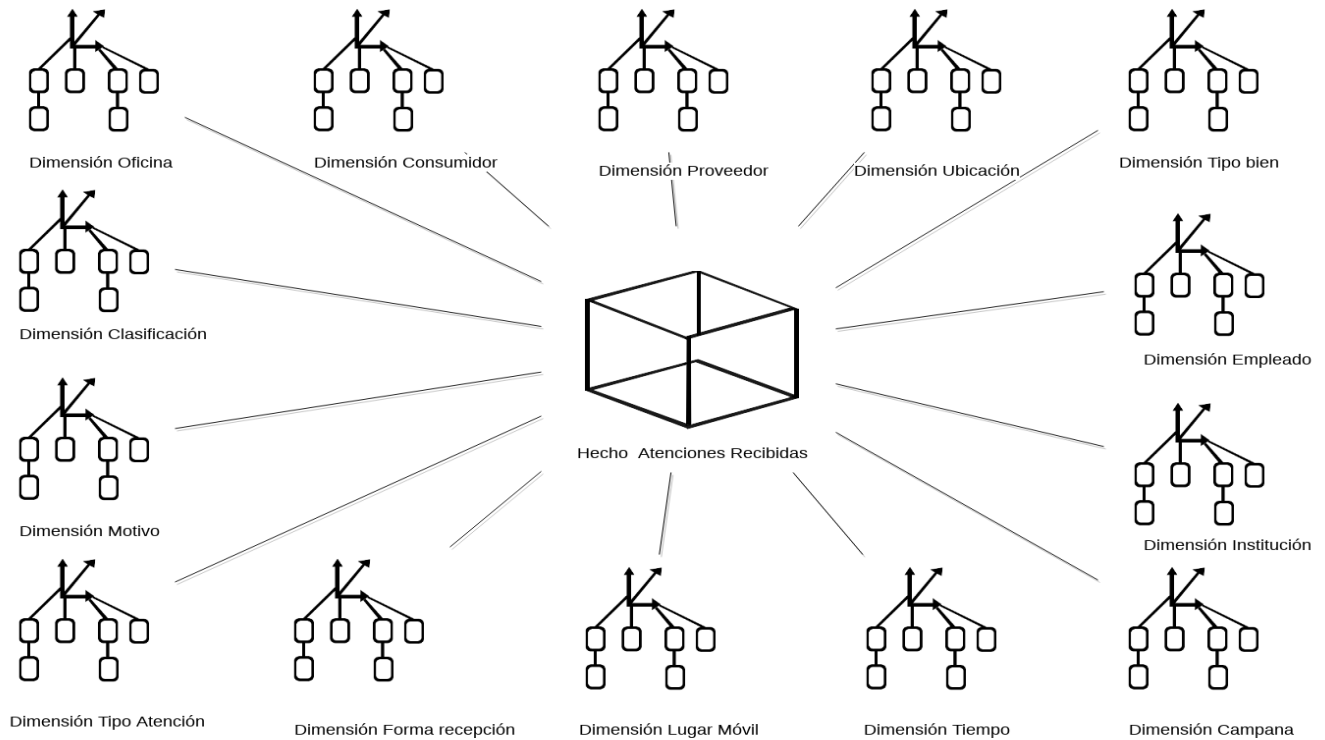 Dimensión Oficina
Dimensión Consumidor
Dimensión Proveedor
Dimensión Ubicación
Dimensión Tipo bien
Dimensión Clasificación
Dimensión Empleado
Hecho Atenciones Recibidas
Dimensión Motivo
Dimensión Institución
Dimensión Tipo Atención
Dimensión Forma recepción
Dimensión Lugar Móvil
Dimensión Tiempo
Dimensión Campana